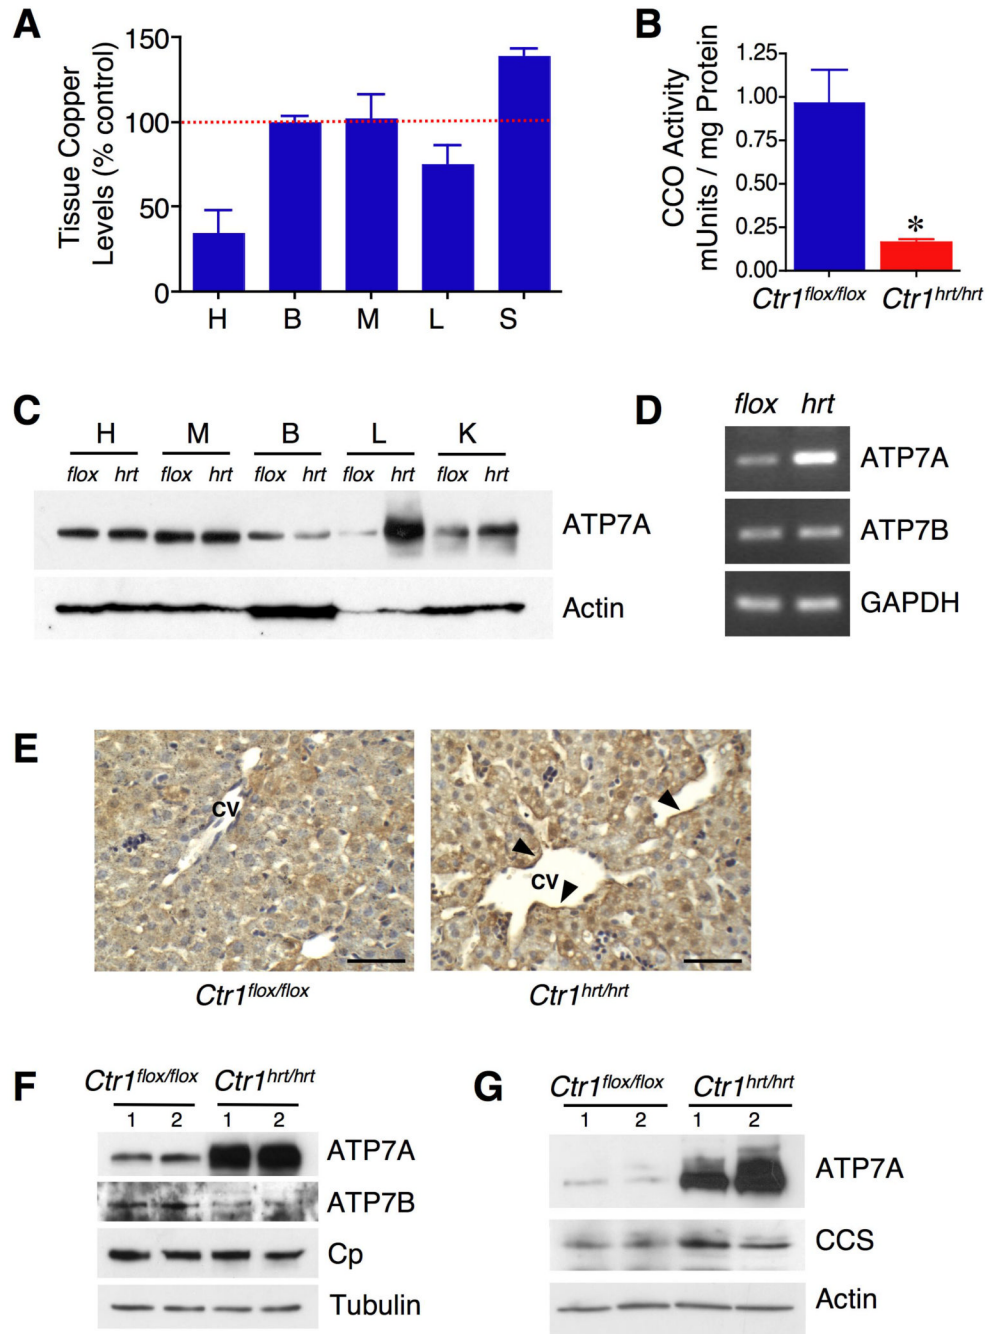 A
Tissue Copper
Levels (% control)
150
100
50
0
H B M L S
B
CCO Activity
mUnits / mg Protein
1.25
1.00
0.75
0.50
0.25
0.00
*
Ctr1flox/flox Ctr1hrt/hrt
C
H M B L K
flox hrt flox hrt flox hrt flox hrt flox hrt
ATP7A
Actin
D
flox hrt
ATP7A
ATP7B
GAPDH
E
cv
cv
Ctr1flox/flox Ctr1hrt/hrt
F
Ctr1flox/flox Ctr1hrt/hrt
1 2 1 2
ATP7A
ATP7B
Cp
Tubulin
G
Ctr1flox/flox Ctr1hrt/hrt
1 2 1 2
ATP7A
CCS
Actin